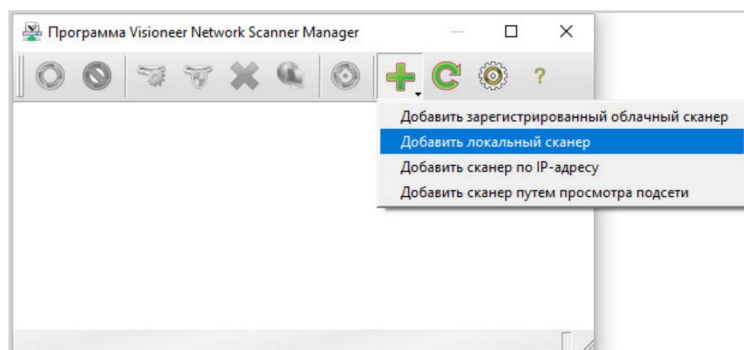 Программа Visioneer Network Scanner Manager
?
Добавить зарегистрированный облачный сканер
Добавить локальный сканер
Добавить сканер по IP-адресу
Добавить сканер путем просмотра подсети